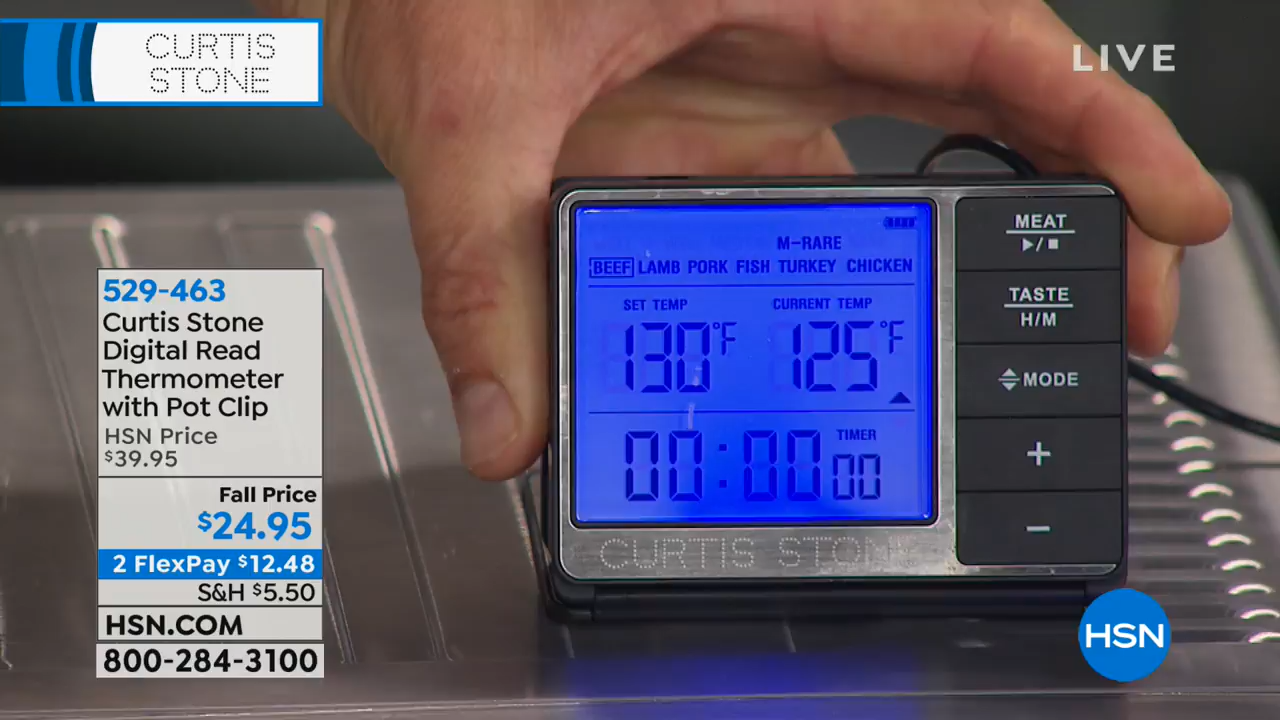 CURTIS
STONE
LIVE
529-463
Curtis Stone
Digital Read
Thermometer
with Pot Clip
HSN Price
$39.95
Fall Price
$24.95
2 FlexPay $12.48
S&H $5.50
HSN.COM
800-284-3100
M-RARE
BEEF LAMB PORK FISH TURKEY CHICKEN
SET TEMP CURRENT TEMP
130°F 125°F
TIMER
00:00 00
CURTIS STONE
MEAT
▶/■
TASTE
H/M
MODE
+
−
HSN